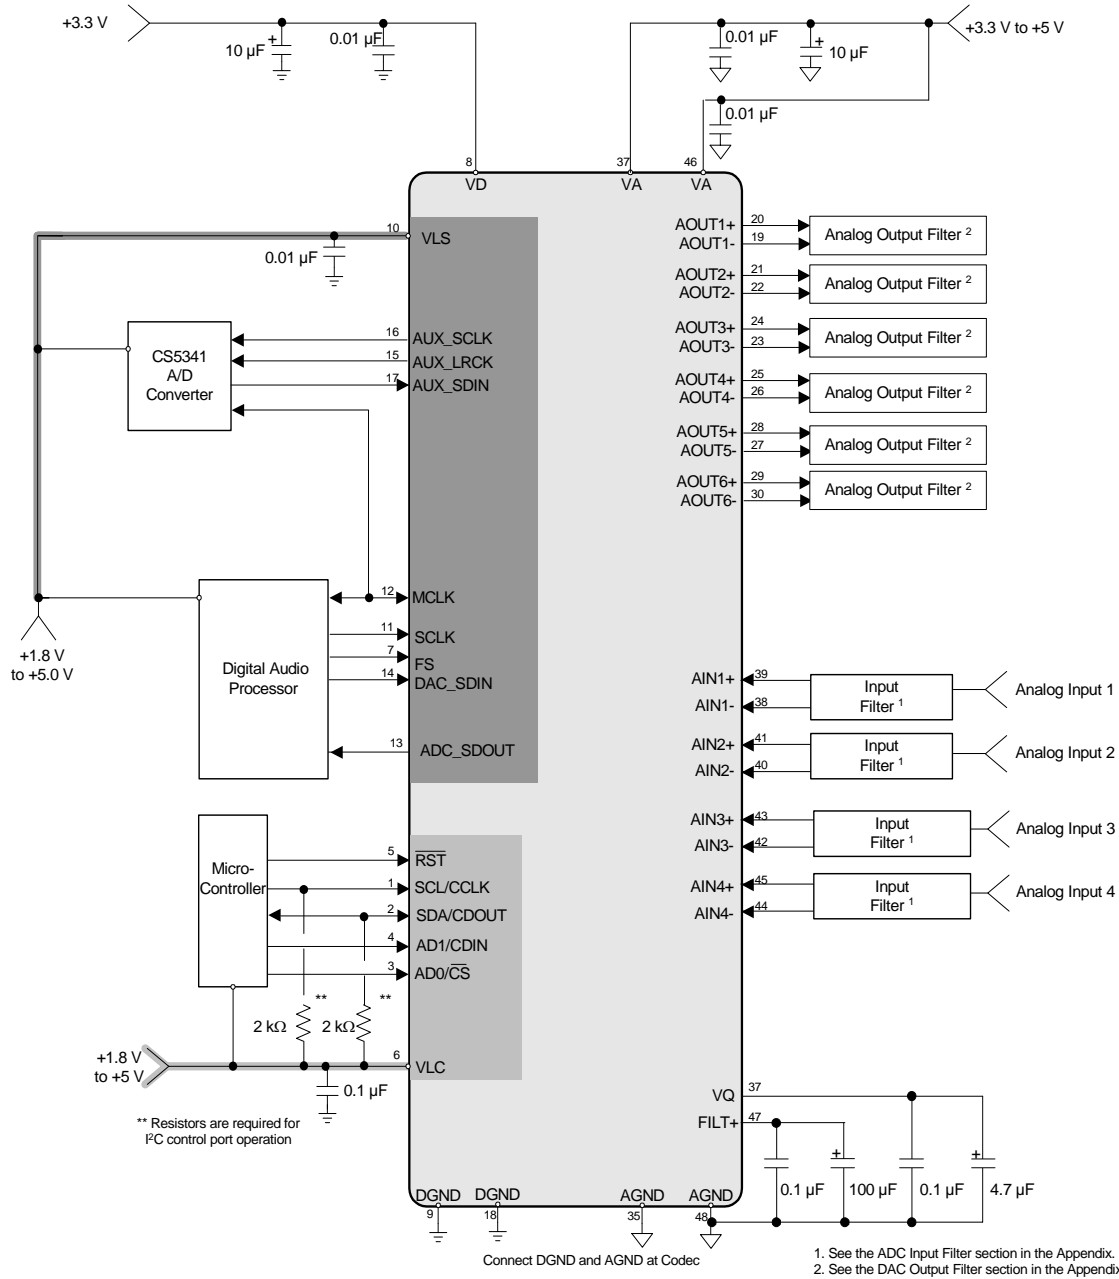 +3.3 V
10 µF
+
0.01 µF
0.01 µF
+
10 µF
+3.3 V to +5 V
0.01 µF
8
37
46
VD
VA
VA
10
VLS
0.01 µF
CS5341
A/D
Converter
16
AUX_SCLK
15
AUX_LRCK
17
AUX_SDIN
+1.8 V
to +5.0 V
Digital Audio
Processor
12
MCLK
11
SCLK
7
FS
14
DAC_SDIN
13
ADC_SDOUT
Micro-
Controller
5
RST
1
SCL/CCLK
2
SDA/CDOUT
4
AD1/CDIN
3
AD0/CS
**
**
2 kΩ
2 kΩ
+1.8 V
to +5 V
6
VLC
0.1 µF
** Resistors are required for
I²C control port operation
AOUT1+ 20
AOUT1- 19
Analog Output Filter ²
AOUT2+ 21
AOUT2- 22
Analog Output Filter ²
AOUT3+ 24
AOUT3- 23
Analog Output Filter ²
AOUT4+ 25
AOUT4- 26
Analog Output Filter ²
AOUT5+ 28
AOUT5- 27
Analog Output Filter ²
AOUT6+ 29
AOUT6- 30
Analog Output Filter ²
AIN1+ 39
AIN1- 38
Input
Filter ¹
Analog Input 1
AIN2+ 41
AIN2- 40
Input
Filter ¹
Analog Input 2
AIN3+ 43
AIN3- 42
Input
Filter ¹
Analog Input 3
AIN4+ 45
AIN4- 44
Input
Filter ¹
Analog Input 4
VQ 37
FILT+ 47
0.1 µF
+
100 µF
0.1 µF
+
4.7 µF
DGND
DGND
AGND
AGND
9
18
35
48
Connect DGND and AGND at Codec
1. See the ADC Input Filter section in the Appendix.
2. See the DAC Output Filter section in the Appendix